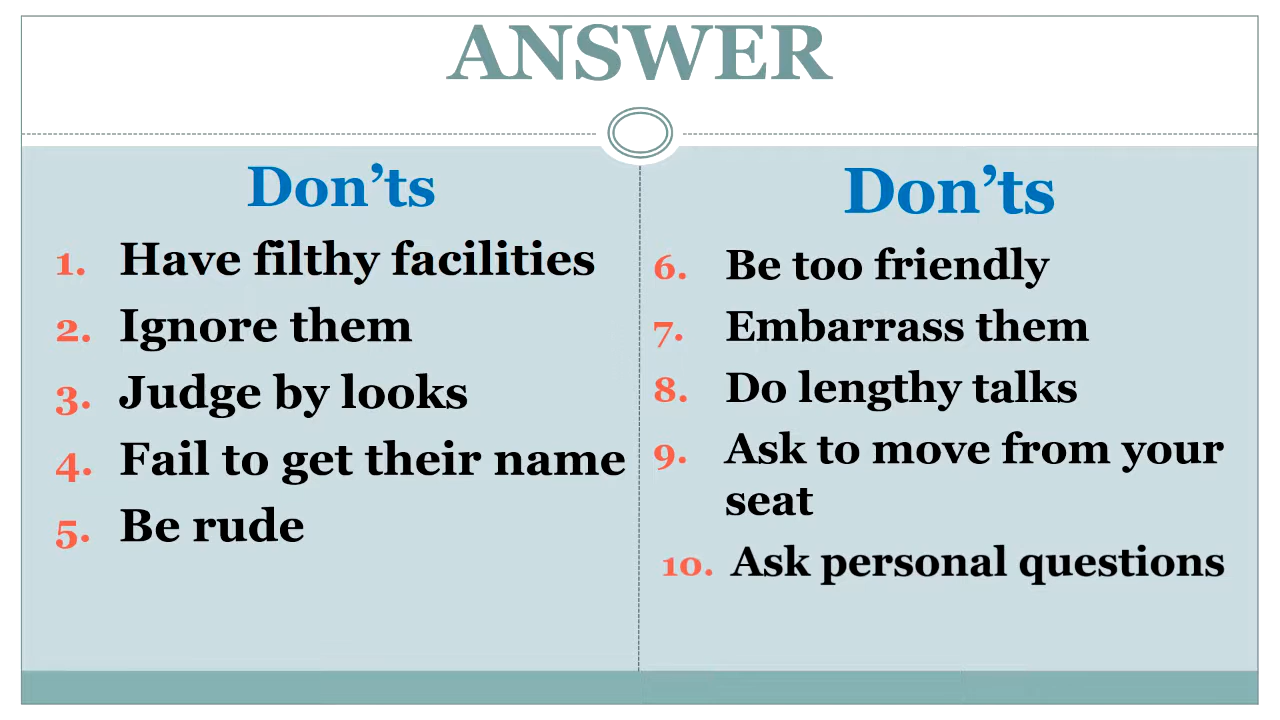 ANSWER
Don’ts
1. Have filthy facilities
2. Ignore them
3. Judge by looks
4. Fail to get their name
5. Be rude
Don’ts
6. Be too friendly
7. Embarrass them
8. Do lengthy talks
9. Ask to move from your
seat
10. Ask personal questions